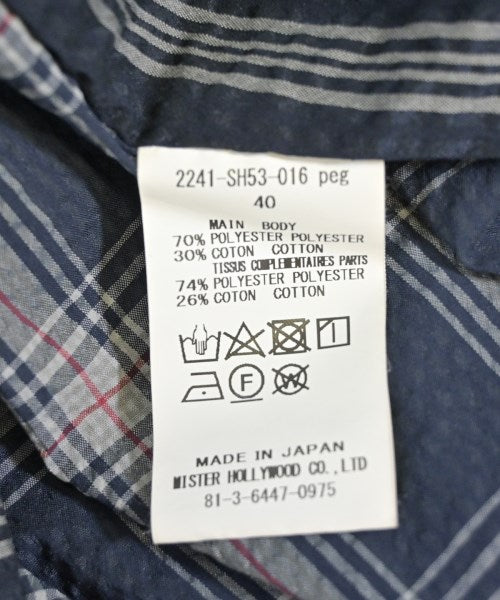 2241-SH53-016 peg
40
MAIN BODY
70% POLYESTER POLYESTER
30% COTON COTTON
TISSUS COMPLEMENTAIRES PARTS
74% POLYESTER POLYESTER
26% COTON COTTON
F
W
MADE IN JAPAN
MISTER HOLLYWOOD CO.,LTD
81-3-6447-0975